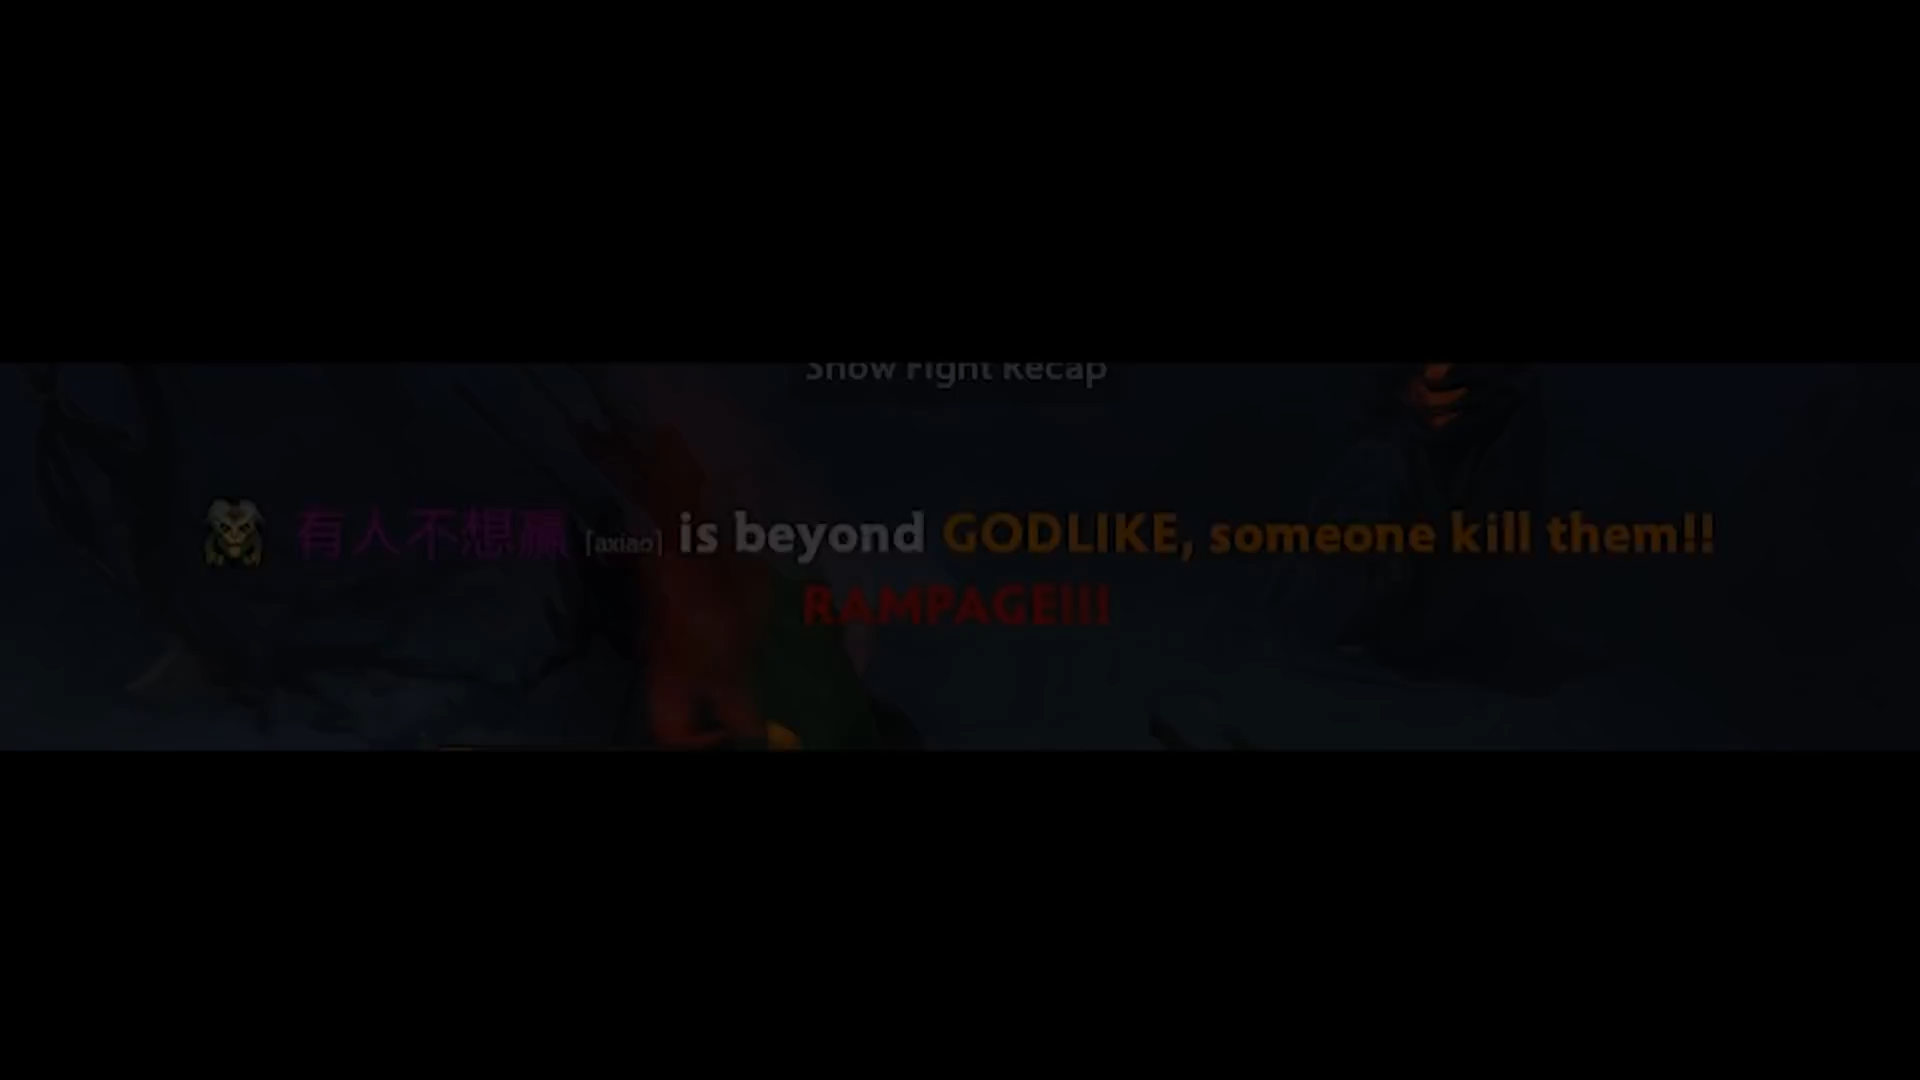 Show Fight Recap
有人不想赢 [axiao] is beyond GODLIKE, someone kill them!!
RAMPAGE!!!